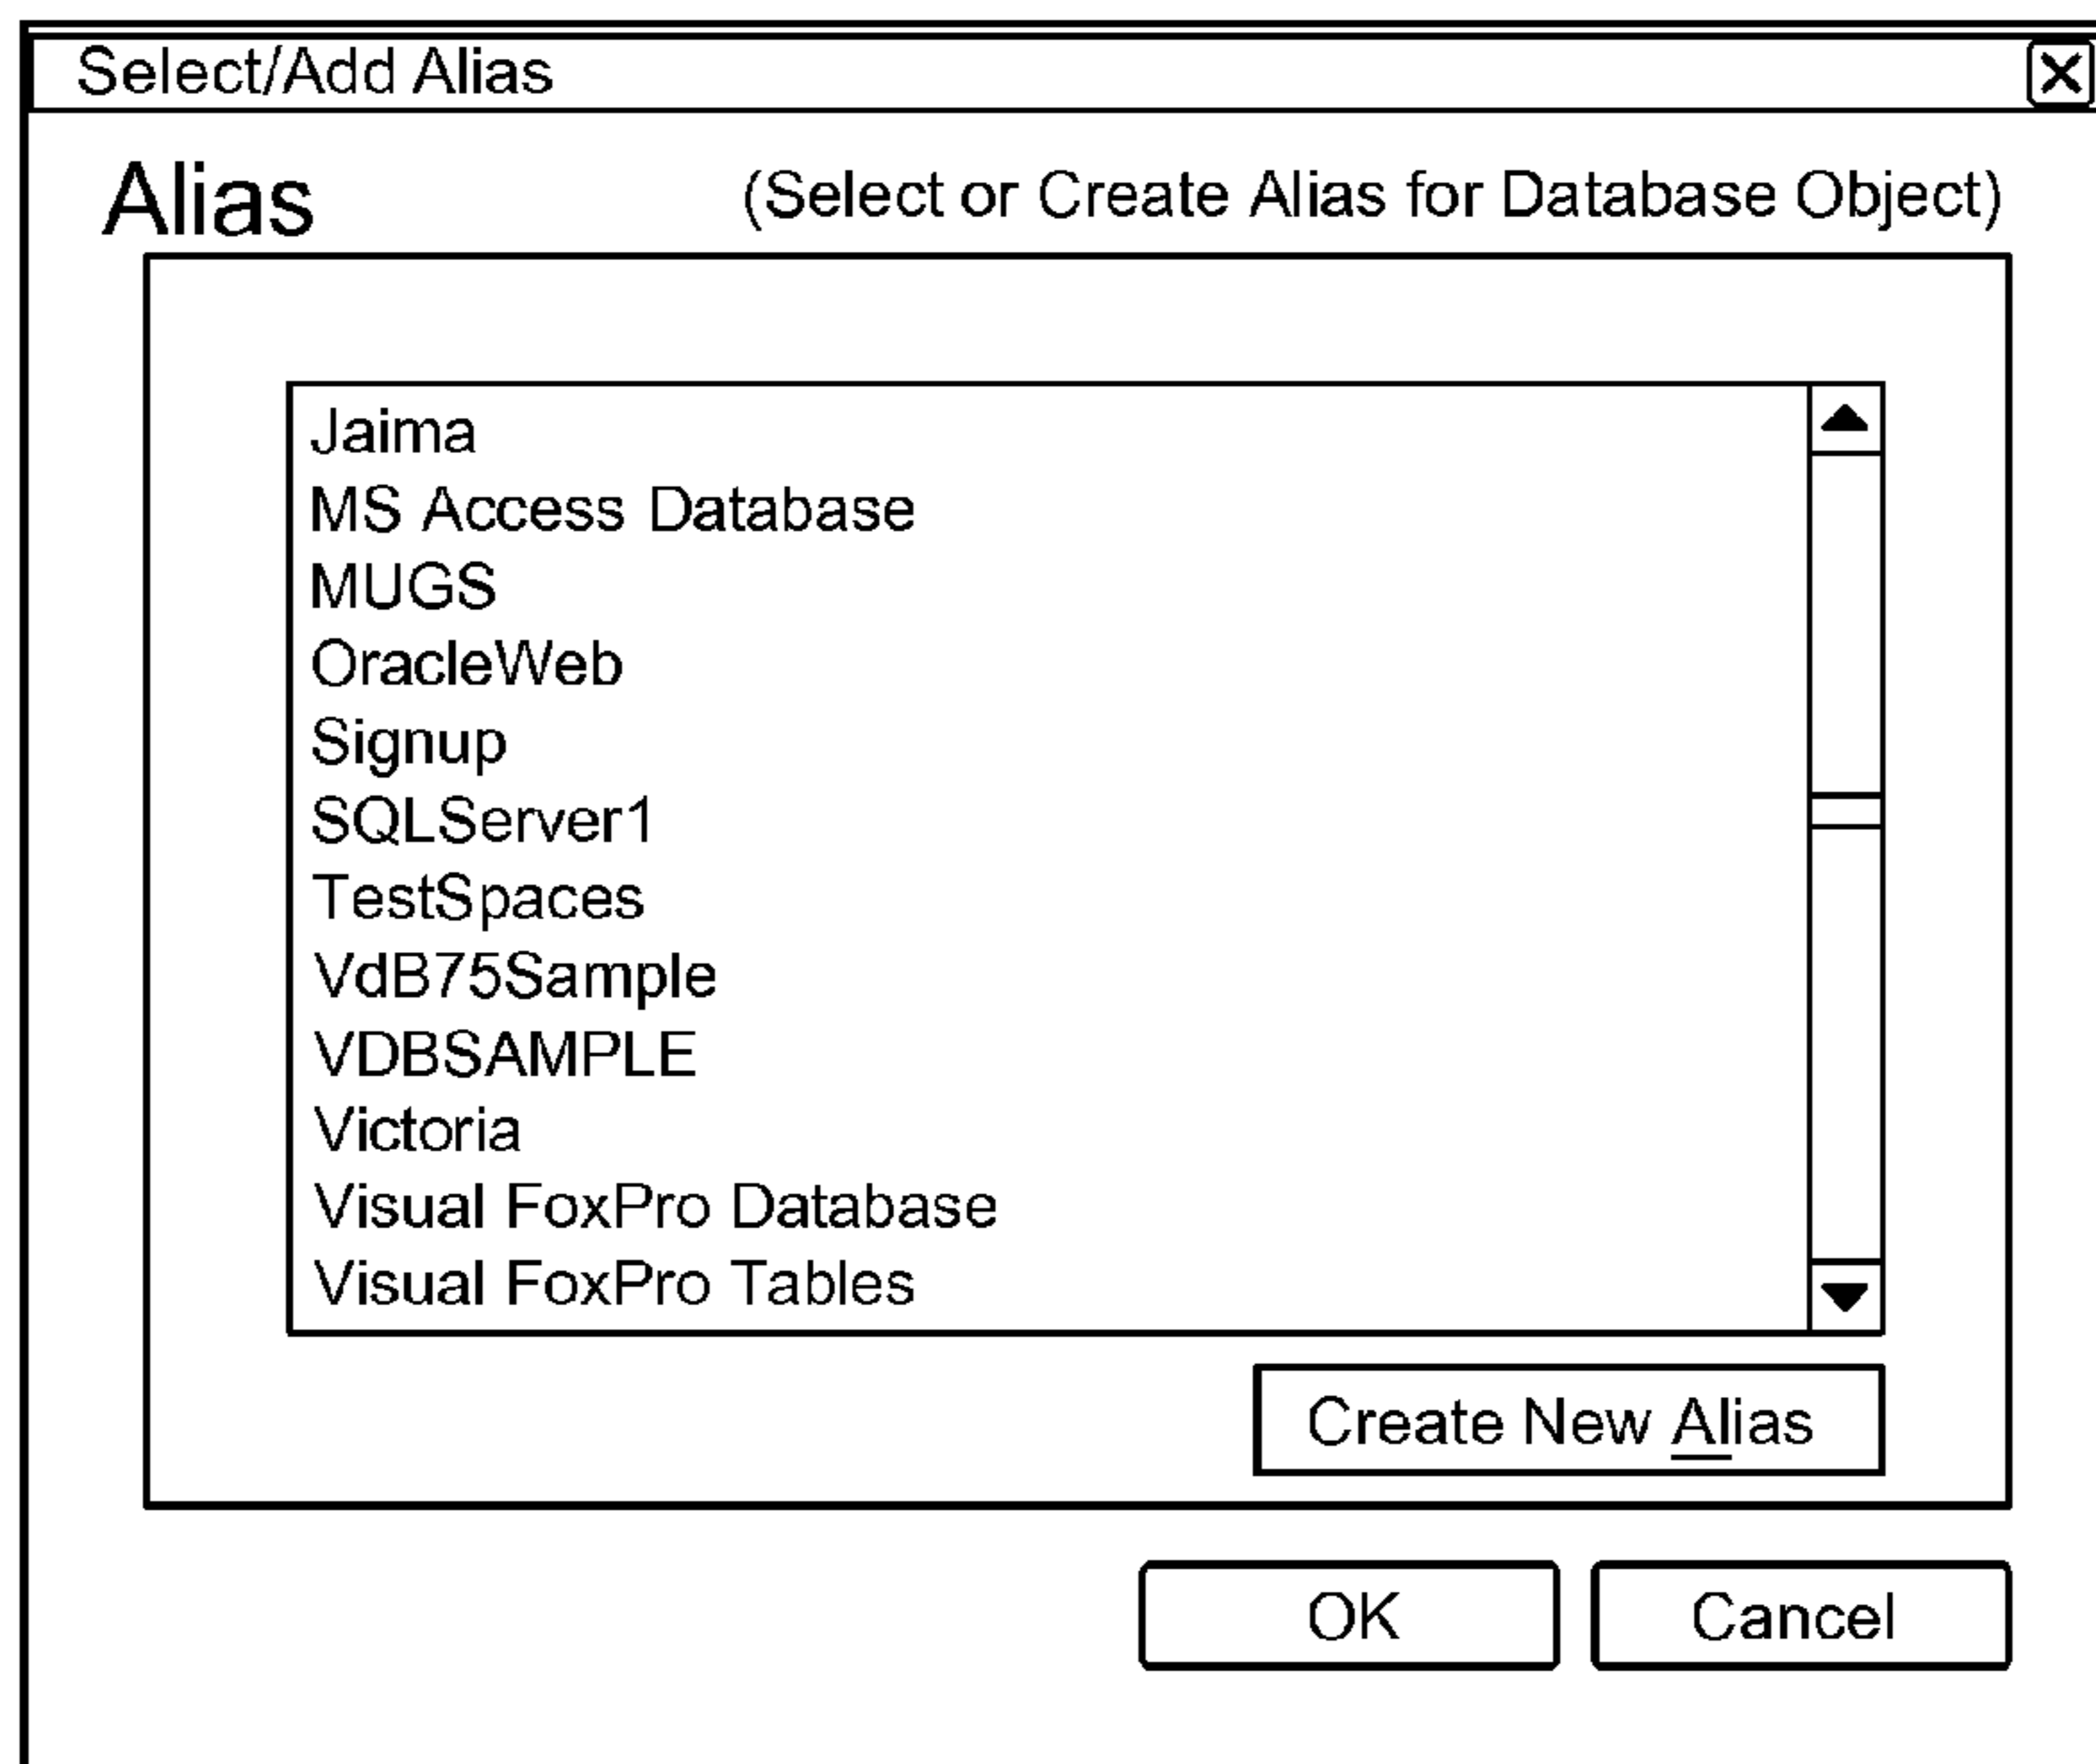 Select/Add Alias
Alias (Select or Create Alias for Database Object)
Jaima
MS Access Database
MUGS
OracleWeb
Signup
SQLServer1
TestSpaces
VdB75Sample
VDBSAMPLE
Victoria
Visual FoxPro Database
Visual FoxPro Tables
Create New Alias
OK Cancel